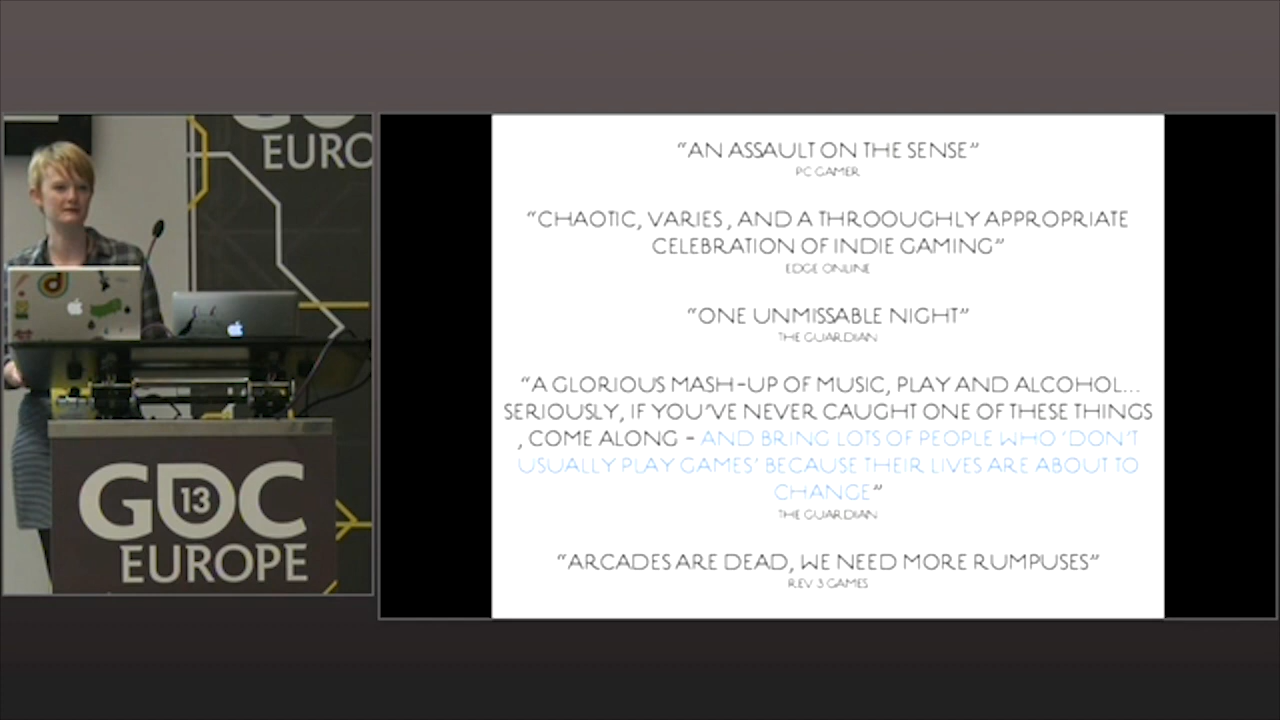 EURO
GDC
13
EUROPE
“AN ASSAULT ON THE SENSE”
PC GAMER
“CHAOTIC, VARIES , AND A THROOUGHLY APPROPRIATE
CELEBRATION OF INDIE GAMING”
EDGE ONLINE
“ONE UNMISSABLE NIGHT”
THE GUARDIAN
“A GLORIOUS MASH-UP OF MUSIC, PLAY AND ALCOHOL...
SERIOUSLY, IF YOU’VE NEVER CAUGHT ONE OF THESE THINGS
, COME ALONG - AND BRING LOTS OF PEOPLE WHO ‘DON’T
USUALLY PLAY GAMES’ BECAUSE THEIR LIVES ARE ABOUT TO
CHANGE”
THE GUARDIAN
“ARCADES ARE DEAD, WE NEED MORE RUMPUSES”
REV 3 GAMES